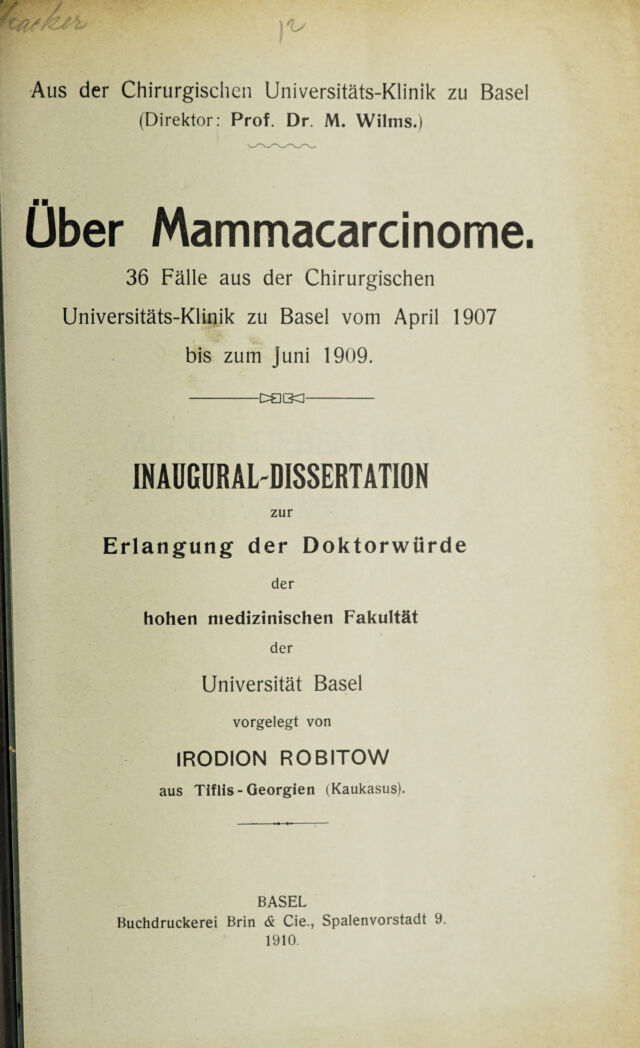 Aus der Chirurgischen Universitäts-Klinik zu Basel
(Direktor: Prof. Dr. M. Wilms.)
Über Mammacarcinome.
36 Fälle aus der Chirurgischen
Universitäts-Klinik zu Basel vom April 1907
bis zum Juni 1909.
INAUGURAL-DISSERTATION
zur
Erlangung der Doktorwürde
der
hohen medizinischen Fakultät
der
Universität Basel
vorgelegt von
IRODION ROBITOW
aus Tiflis-Georgien (Kaukasus).
BASEL
Buchdruckerei Brin & Cie., Spalenvorstadt 9.
1910.